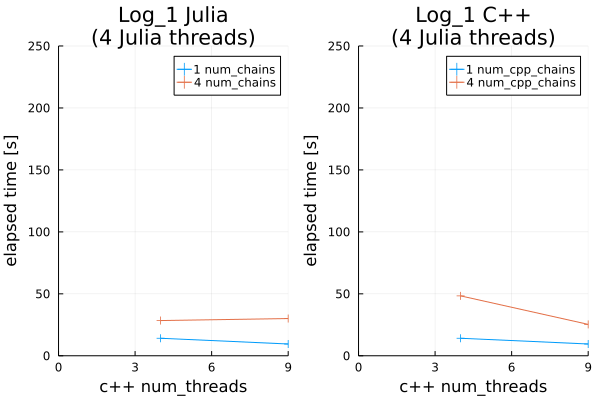 Log_1 Julia
(4 Julia threads)
250
200
150
100
50
0
elapsed time [s]
1 num_chains
4 num_chains
0
3
6
9
c++ num_threads
Log_1 C++
(4 Julia threads)
250
200
150
100
50
0
elapsed time [s]
1 num_cpp_chains
4 num_cpp_chains
0
3
6
9
c++ num_threads